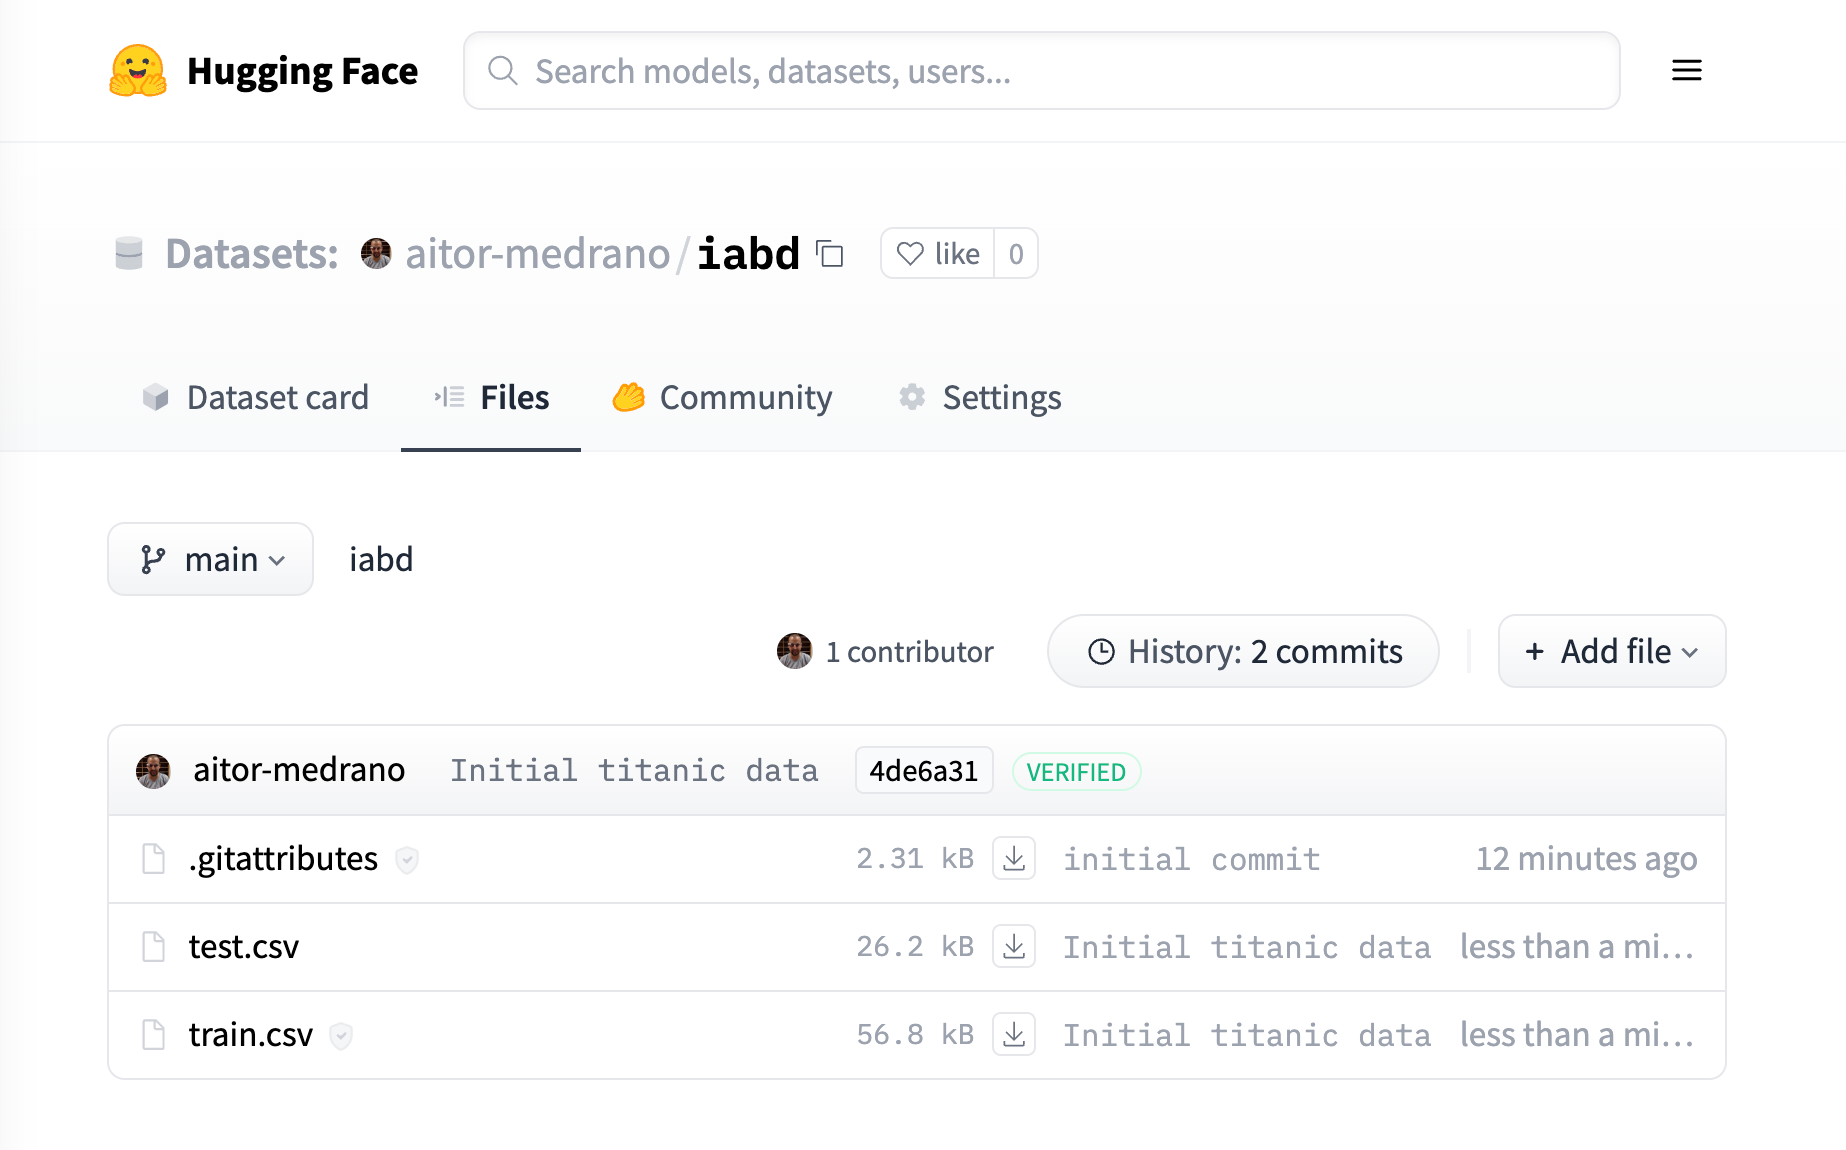 Hugging Face Search models, datasets, users...
Datasets: aitor-medrano/iabd like 0
Dataset card Files Community Settings
main iabd
1 contributor History: 2 commits + Add file
aitor-medrano Initial titanic data 4de6a31 VERIFIED
.gitattributes 2.31 kB initial commit 12 minutes ago
test.csv 26.2 kB Initial titanic data less than a mi...
train.csv 56.8 kB Initial titanic data less than a mi...